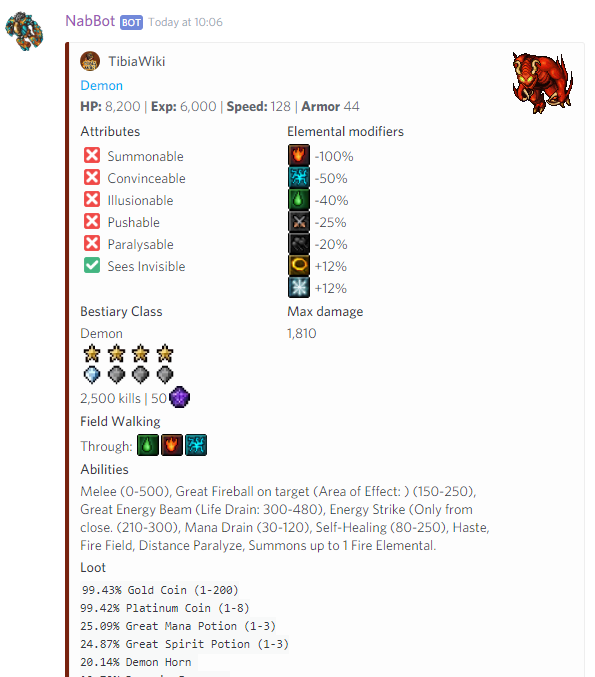 NabBot BOT Today at 10:06
TibiaWiki
Demon
HP: 8,200 | Exp: 6,000 | Speed: 128 | Armor 44
Attributes
Summonable
Convinceable
Illusionable
Pushable
Paralysable
Sees Invisible
Elemental modifiers
-100%
-50%
-40%
-25%
-20%
+12%
+12%
Bestiary Class
Demon
2,500 kills | 50
Max damage
1,810
Field Walking
Through:
Abilities
Melee (0-500), Great Fireball on target (Area of Effect: ) (150-250),
Great Energy Beam (Life Drain: 300-480), Energy Strike (Only from
close. (210-300), Mana Drain (30-120), Self-Healing (80-250), Haste,
Fire Field, Distance Paralyze, Summons up to 1 Fire Elemental.
Loot
99.43% Gold Coin (1-200)
99.42% Platinum Coin (1-8)
25.09% Great Mana Potion (1-3)
24.87% Great Spirit Potion (1-3)
20.14% Demon Horn